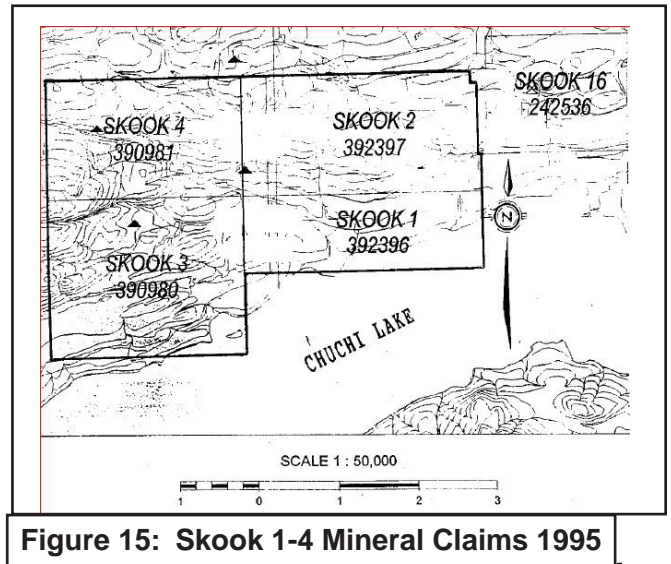 SKOOK 4
390981
SKOOK 2
392397
SKOOK 16
242536
SKOOK 3
390980
SKOOK 1
392396
N
CHUCHI LAKE
SCALE 1 : 50,000
1 0 1 2 3
Figure 15: Skook 1-4 Mineral Claims 1995